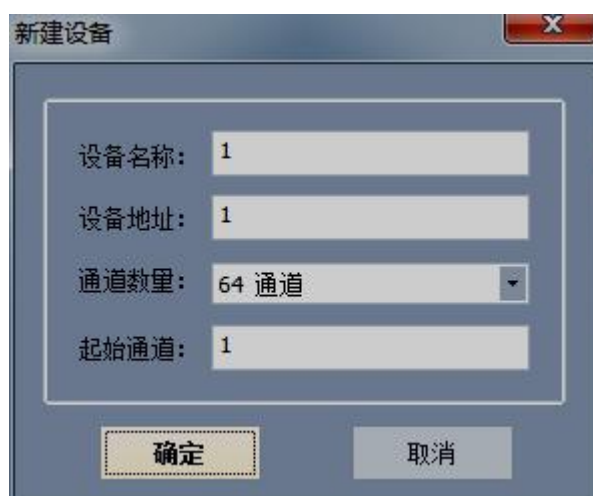 新建设备
设备名称: 1
设备地址: 1
通道数量: 64 通道
起始通道: 1
确定 取消